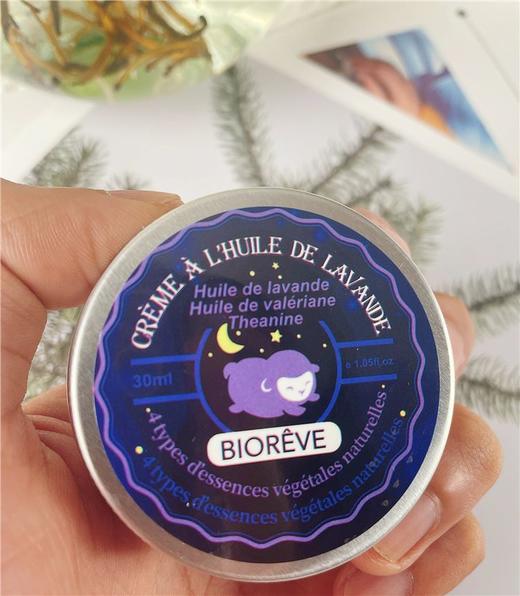 CRÈME À L'HUILE DE LAVANDE
Huile de lavande
Huile de valériane
Theanine
30ml
e 1.05fl.oz
BIORÊVE
4 types d'essences végétales naturelles
4 types d'essences végétales naturelles